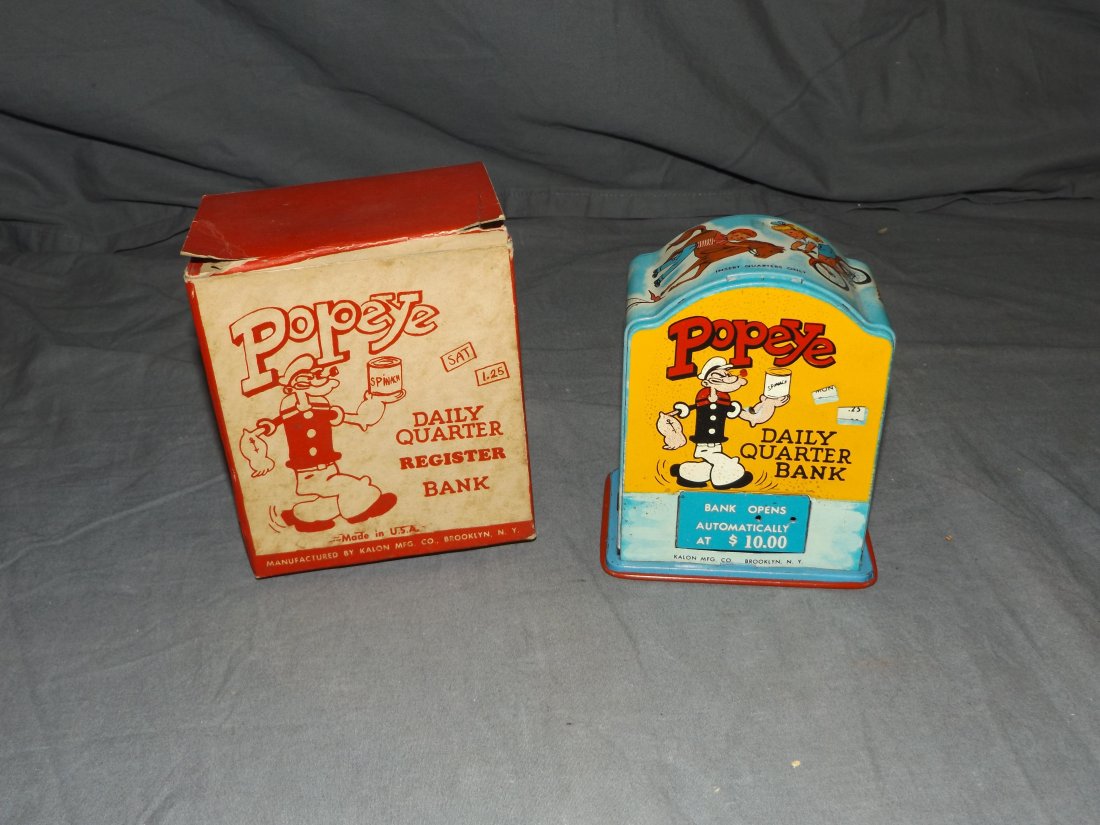 Popeye
SPINACH
SAT
1.25
DAILY
QUARTER
REGISTER
BANK
Made in U.S.A.
MANUFACTURED BY KALON MFG. CO., BROOKLYN, N. Y.
INSERT QUARTERS ONLY
Popeye
SPINACH
MON
.25
DAILY
QUARTER
BANK
BANK OPENS
AUTOMATICALLY
AT $ 10.00
KALON MFG. CO. BROOKLYN, N. Y.